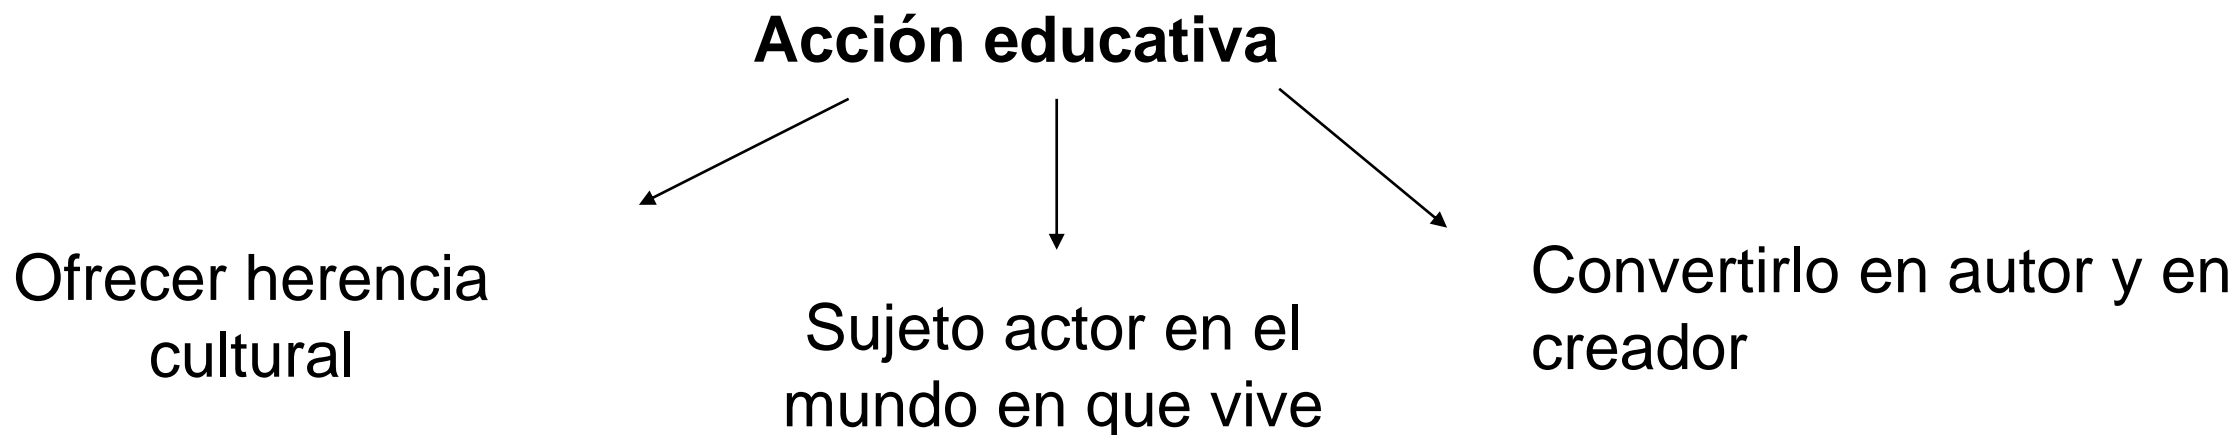 Acción educativa
Ofrecer herencia
cultural
Sujeto actor en el
mundo en que vive
Convertirlo en autor y en
creador